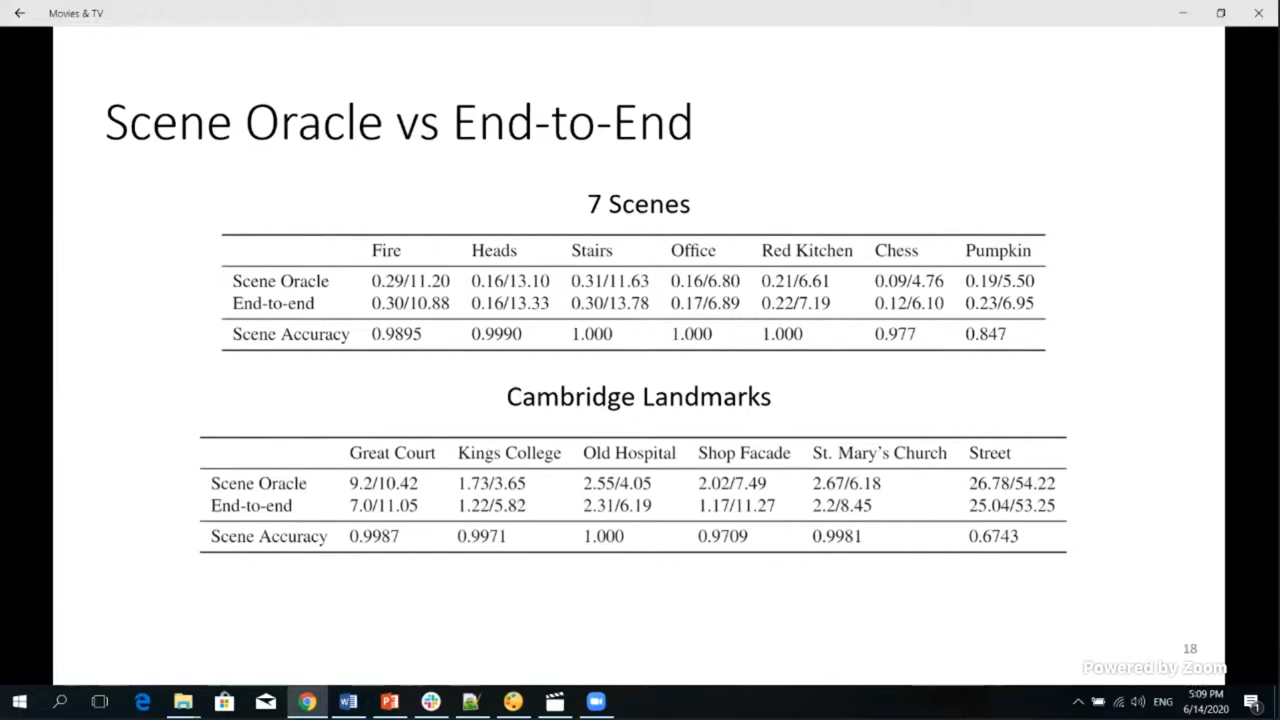 Movies & TV
Scene Oracle vs End-to-End
7 Scenes
Fire Heads Stairs Office Red Kitchen Chess Pumpkin
Scene Oracle 0.29/11.20 0.16/13.10 0.31/11.63 0.16/6.80 0.21/6.61 0.09/4.76 0.19/5.50
End-to-end 0.30/10.88 0.16/13.33 0.30/13.78 0.17/6.89 0.22/7.19 0.12/6.10 0.23/6.95
Scene Accuracy 0.9895 0.9990 1.000 1.000 1.000 0.977 0.847
Cambridge Landmarks
Great Court Kings College Old Hospital Shop Facade St. Mary's Church Street
Scene Oracle 9.2/10.42 1.73/3.65 2.55/4.05 2.02/7.49 2.67/6.18 26.78/54.22
End-to-end 7.0/11.05 1.22/5.82 2.31/6.19 1.17/11.27 2.2/8.45 25.04/53.25
Scene Accuracy 0.9987 0.9971 1.000 0.9709 0.9981 0.6743
18
Powered by Zoom
ENG
5:09 PM
6/14/2020
1